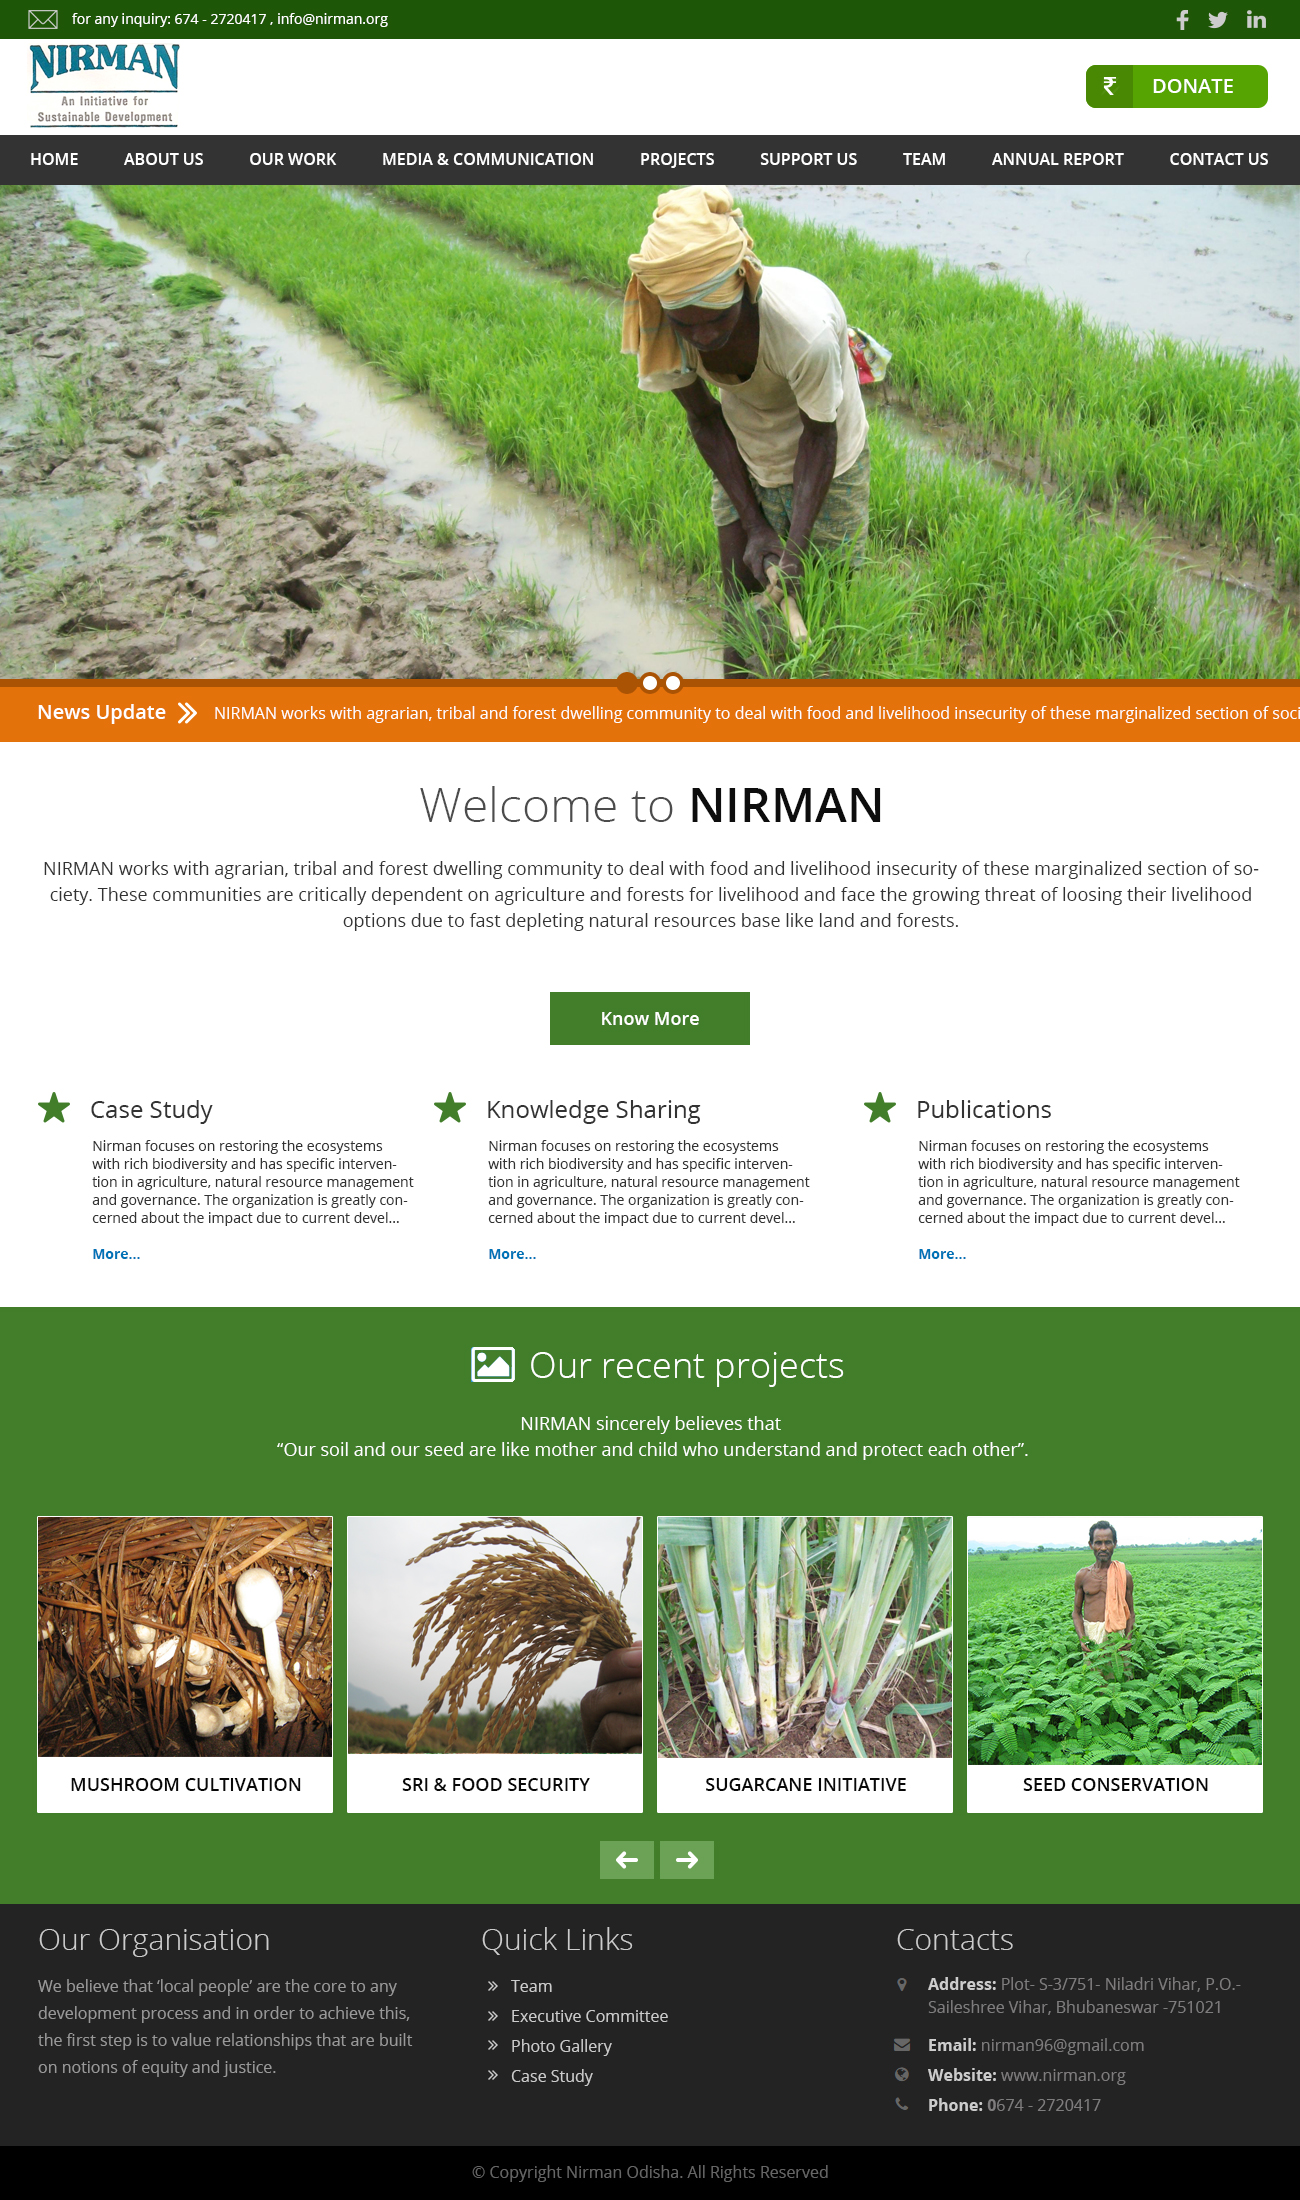 for any inquiry: 674 - 2720417 , info@nirman.org
NIRMAN
An Initiative for
Sustainable Development
₹ DONATE
HOME ABOUT US OUR WORK MEDIA & COMMUNICATION PROJECTS SUPPORT US TEAM ANNUAL REPORT CONTACT US
News Update NIRMAN works with agrarian, tribal and forest dwelling community to deal with food and livelihood insecurity of these marginalized section of soci
Welcome to NIRMAN
NIRMAN works with agrarian, tribal and forest dwelling community to deal with food and livelihood insecurity of these marginalized section of so-
ciety. These communities are critically dependent on agriculture and forests for livelihood and face the growing threat of loosing their livelihood
options due to fast depleting natural resources base like land and forests.
Know More
Case Study
Nirman focuses on restoring the ecosystems
with rich biodiversity and has specific interven-
tion in agriculture, natural resource management
and governance. The organization is greatly con-
cerned about the impact due to current devel...
More...
Knowledge Sharing
Nirman focuses on restoring the ecosystems
with rich biodiversity and has specific interven-
tion in agriculture, natural resource management
and governance. The organization is greatly con-
cerned about the impact due to current devel...
More...
Publications
Nirman focuses on restoring the ecosystems
with rich biodiversity and has specific interven-
tion in agriculture, natural resource management
and governance. The organization is greatly con-
cerned about the impact due to current devel...
More...
Our recent projects
NIRMAN sincerely believes that
“Our soil and our seed are like mother and child who understand and protect each other”.
MUSHROOM CULTIVATION
SRI & FOOD SECURITY
SUGARCANE INITIATIVE
SEED CONSERVATION
Our Organisation
We believe that ‘local people’ are the core to any
development process and in order to achieve this,
the first step is to value relationships that are built
on notions of equity and justice.
Quick Links
Team
Executive Committee
Photo Gallery
Case Study
Contacts
Address: Plot- S-3/751- Niladri Vihar, P.O.-
Saileshree Vihar, Bhubaneswar -751021
Email: nirman96@gmail.com
Website: www.nirman.org
Phone: 0674 - 2720417
© Copyright Nirman Odisha. All Rights Reserved